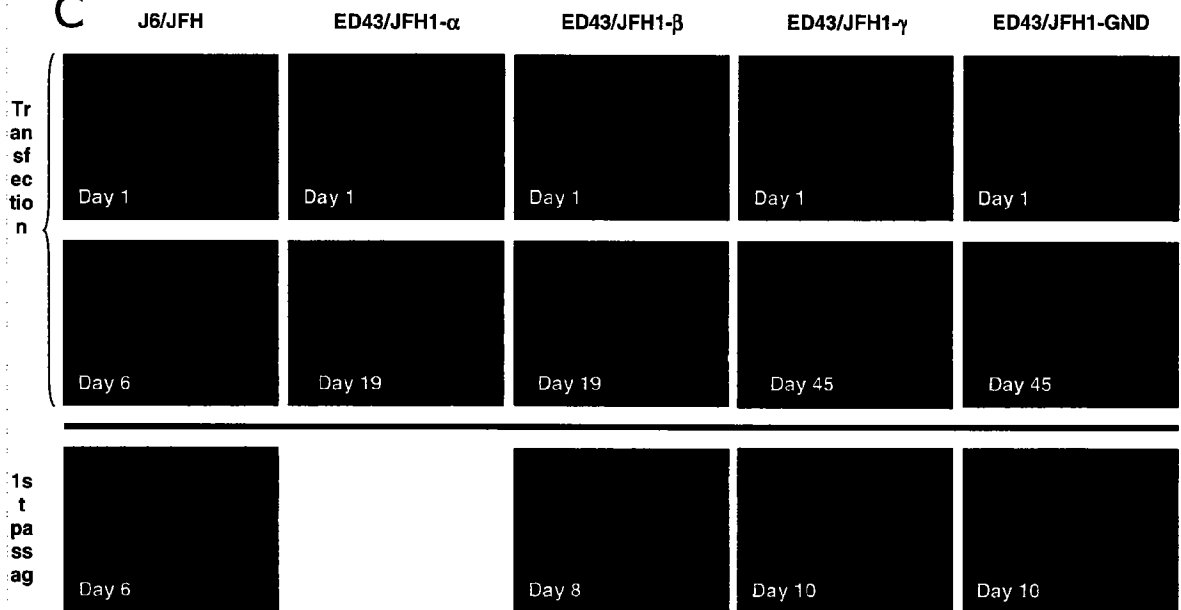 C
J6/JFH ED43/JFH1-α ED43/JFH1-β ED43/JFH1-γ ED43/JFH1-GND
Tr
an
sf
ec
tio
n
Day 1 Day 1 Day 1 Day 1 Day 1
Day 6 Day 19 Day 19 Day 45 Day 45
1s
t
pa
ss
ag
Day 6 Day 8 Day 10 Day 10